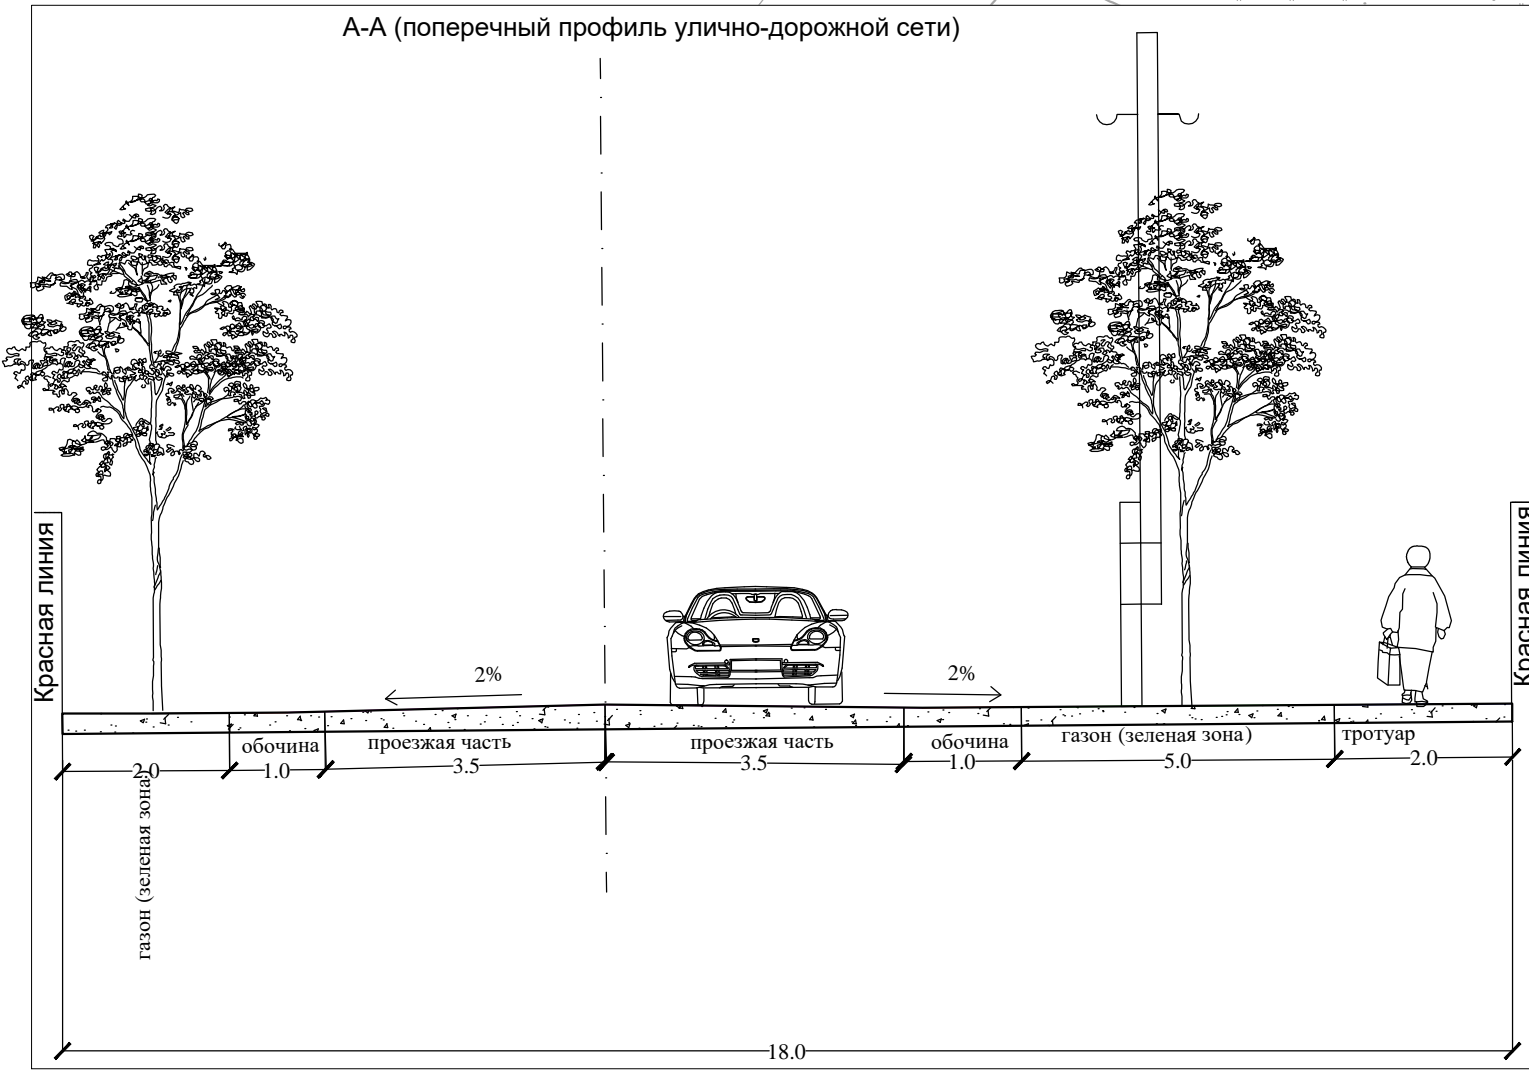 А-А (поперечный профиль улично-дорожной сети)
Красная линия
Красная линия
2%
2%
обочина
проезжая часть
проезжая часть
обочина
газон (зеленая зона)
тротуар
2.0
1.0
3.5
3.5
1.0
5.0
2.0
газон (зеленая зона)
18.0